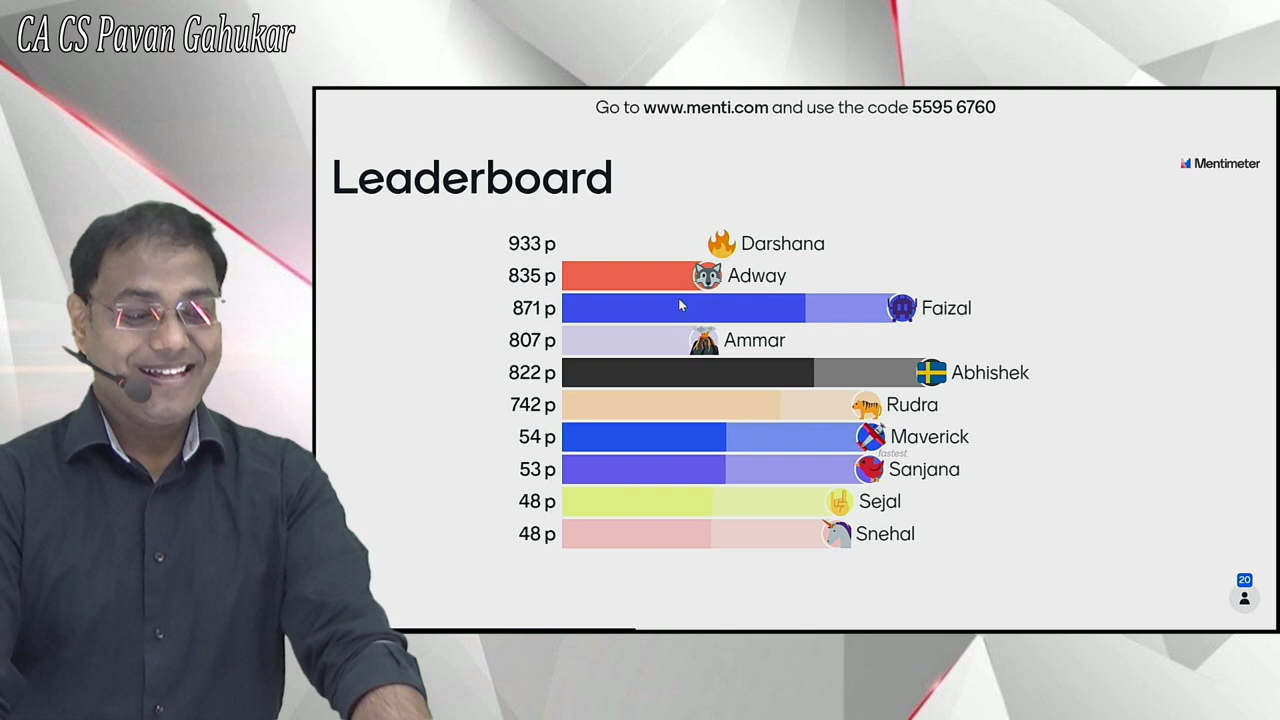 CA CS Pavan Gahukar
Go to www.menti.com and use the code 5595 6760
Leaderboard
Mentimeter
933 p Darshana
835 p Adway
871 p Faizal
807 p Ammar
822 p Abhishek
742 p Rudra
54 p Maverick
fastest
53 p Sanjana
48 p Sejal
48 p Snehal
20